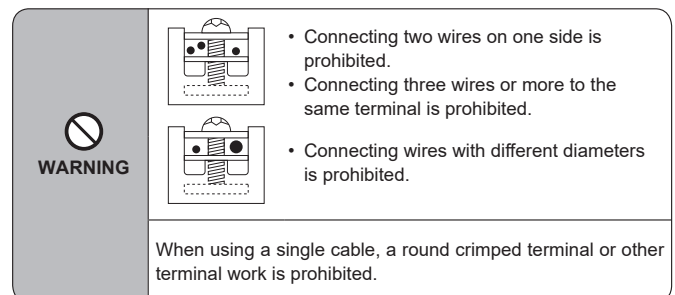 • Connecting two wires on one side is
prohibited.
• Connecting three wires or more to the
same terminal is prohibited.
• Connecting wires with different diameters
is prohibited.
WARNING
When using a single cable, a round crimped terminal or other
terminal work is prohibited.